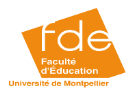 fde
Faculté
d'Éducation
Université de Montpellier